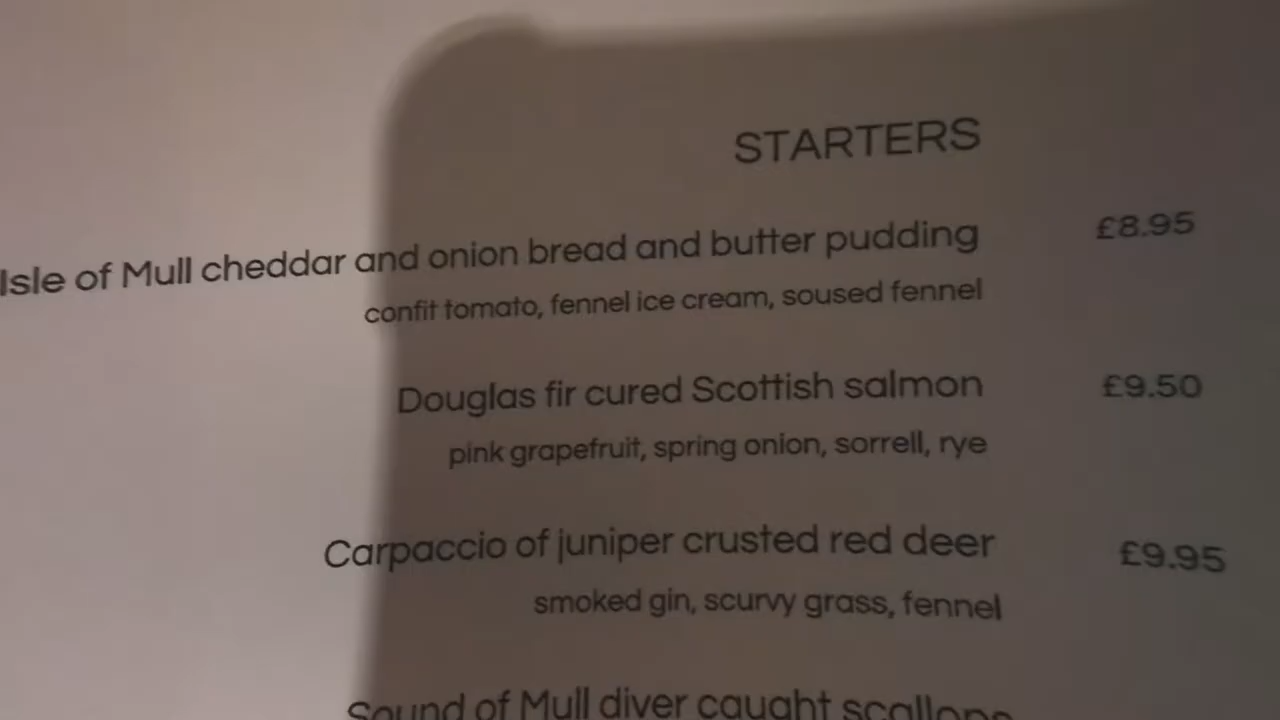 STARTERS
Isle of Mull cheddar and onion bread and butter pudding £8.95
confit tomato, fennel ice cream, soused fennel
Douglas fir cured Scottish salmon £9.50
pink grapefruit, spring onion, sorrell, rye
Carpaccio of juniper crusted red deer £9.95
smoked gin, scurvy grass, fennel
Sound of Mull diver caught scallops